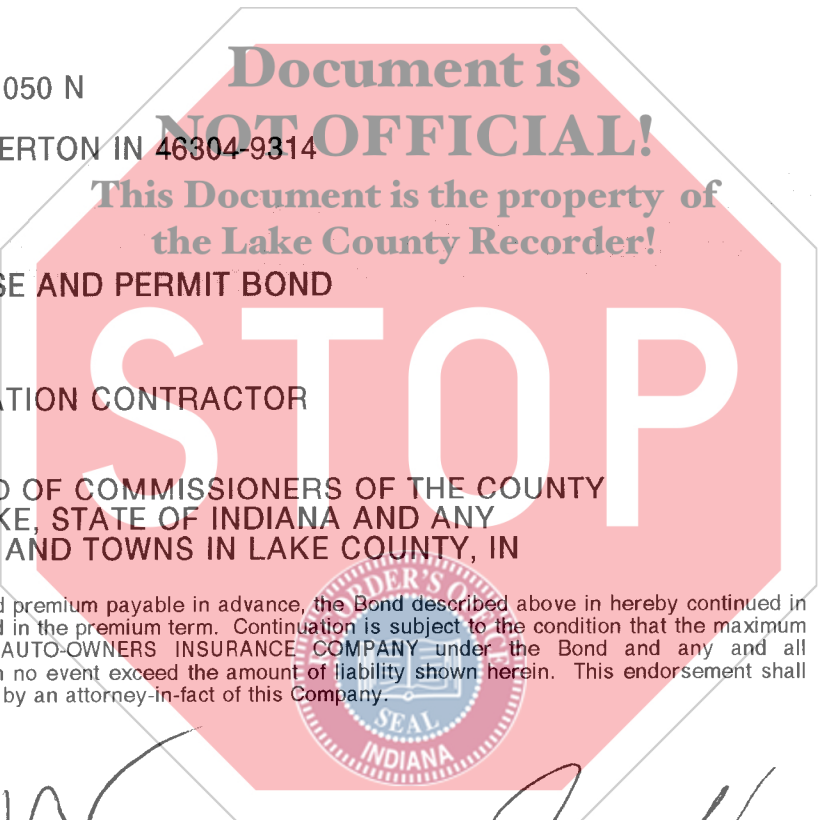 Document is
050 N
NOT OFFICIAL!
ERTON IN 46304-9314
This Document is the property of
the Lake County Recorder!
SE AND PERMIT BOND
STOP
ATION CONTRACTOR
D OF COMMISSIONERS OF THE COUNTY
KE, STATE OF INDIANA AND ANY
AND TOWNS IN LAKE COUNTY, IN
d premium payable in advance, the Bond described above in hereby continued in
d in the premium term. Continuation is subject to the condition that the maximum
AUTO-OWNERS INSURANCE COMPANY under the Bond and any and all
n no event exceed the amount of liability shown herein. This endorsement shall
by an attorney-in-fact of this Company.
RECORDER'S OFFICE
SEAL
INDIANA